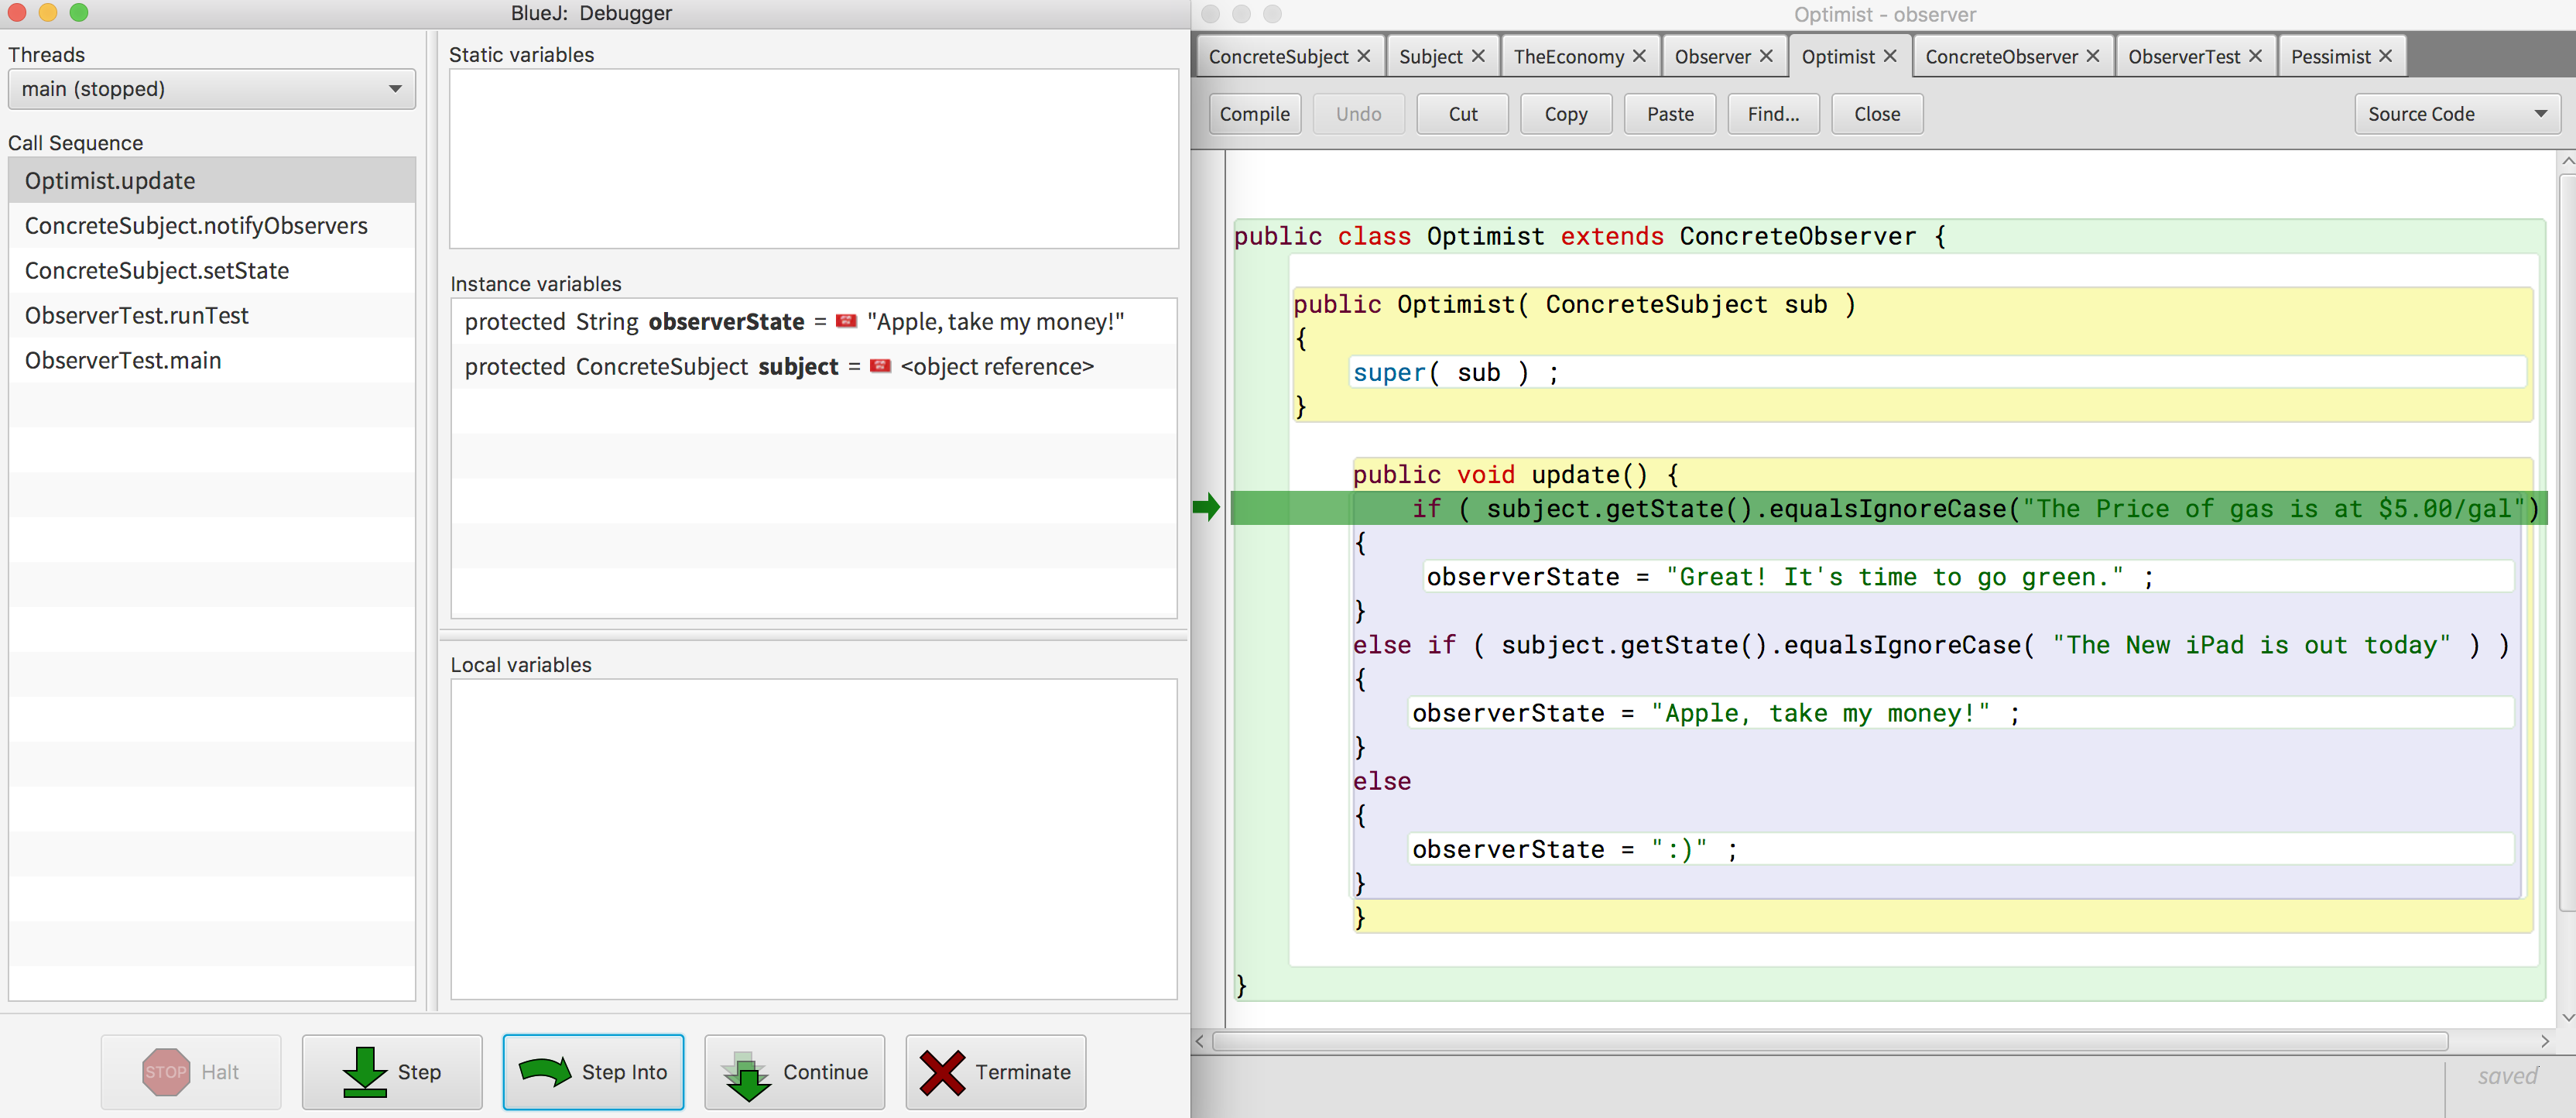 BlueJ: Debugger
Threads
main (stopped)
Call Sequence
Optimist.update
ConcreteSubject.notifyObservers
ConcreteSubject.setState
ObserverTest.runTest
ObserverTest.main
Static variables
Instance variables
protected String observerState = "Apple, take my money!"
protected ConcreteSubject subject = <object reference>
Local variables
STOP Halt
Step
Step Into
Continue
Terminate
Optimist - observer
ConcreteSubject Subject TheEconomy Observer Optimist ConcreteObserver ObserverTest Pessimist
Compile Undo Cut Copy Paste Find... Close Source Code
public class Optimist extends ConcreteObserver {
public Optimist( ConcreteSubject sub )
{
super( sub ) ;
}
public void update() {
if ( subject.getState().equalsIgnoreCase("The Price of gas is at $5.00/gal")
{
observerState = "Great! It's time to go green." ;
}
else if ( subject.getState().equalsIgnoreCase( "The New iPad is out today" ) )
{
observerState = "Apple, take my money!" ;
}
else
{
observerState = ":)" ;
}
}
}
saved